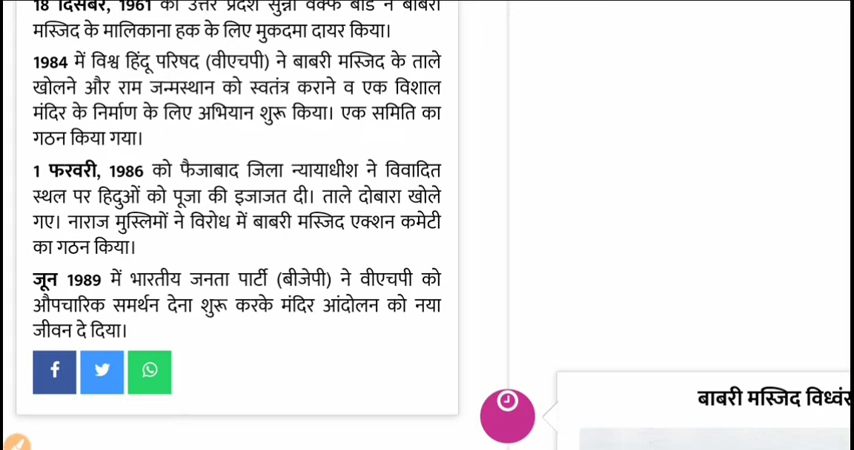 18 दिसंबर, 1961 को उत्तर प्रदेश सुन्नी वक्फ बोर्ड ने बाबरी
मस्जिद के मालिकाना हक के लिए मुकदमा दायर किया।
1984 में विश्व हिंदू परिषद (वीएचपी) ने बाबरी मस्जिद के ताले
खोलने और राम जन्मस्थान को स्वतंत्र कराने व एक विशाल
मंदिर के निर्माण के लिए अभियान शुरू किया। एक समिति का
गठन किया गया।
1 फरवरी, 1986 को फैजाबाद जिला न्यायाधीश ने विवादित
स्थल पर हिदुओं को पूजा की इजाजत दी। ताले दोबारा खोले
गए। नाराज मुस्लिमों ने विरोध में बाबरी मस्जिद एक्शन कमेटी
का गठन किया।
जून 1989 में भारतीय जनता पार्टी (बीजेपी) ने वीएचपी को
औपचारिक समर्थन देना शुरू करके मंदिर आंदोलन को नया
जीवन दे दिया।
बाबरी मस्जिद विध्वंस